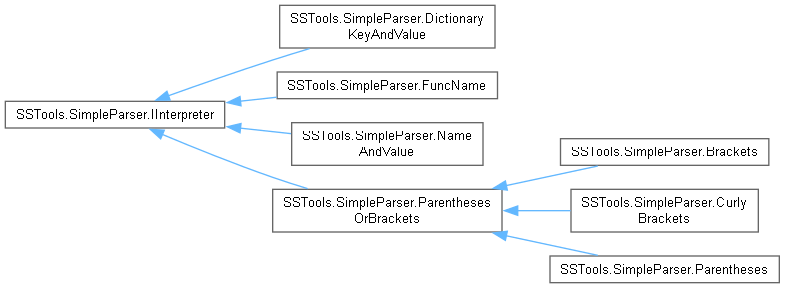 SSTools.SimpleParser.Dictionary
KeyAndValue
SSTools.SimpleParser.FuncName
SSTools.SimpleParser.IInterpreter
SSTools.SimpleParser.Name
AndValue
SSTools.SimpleParser.Brackets
SSTools.SimpleParser.Parentheses
OrBrackets
SSTools.SimpleParser.Curly
Brackets
SSTools.SimpleParser.Parentheses